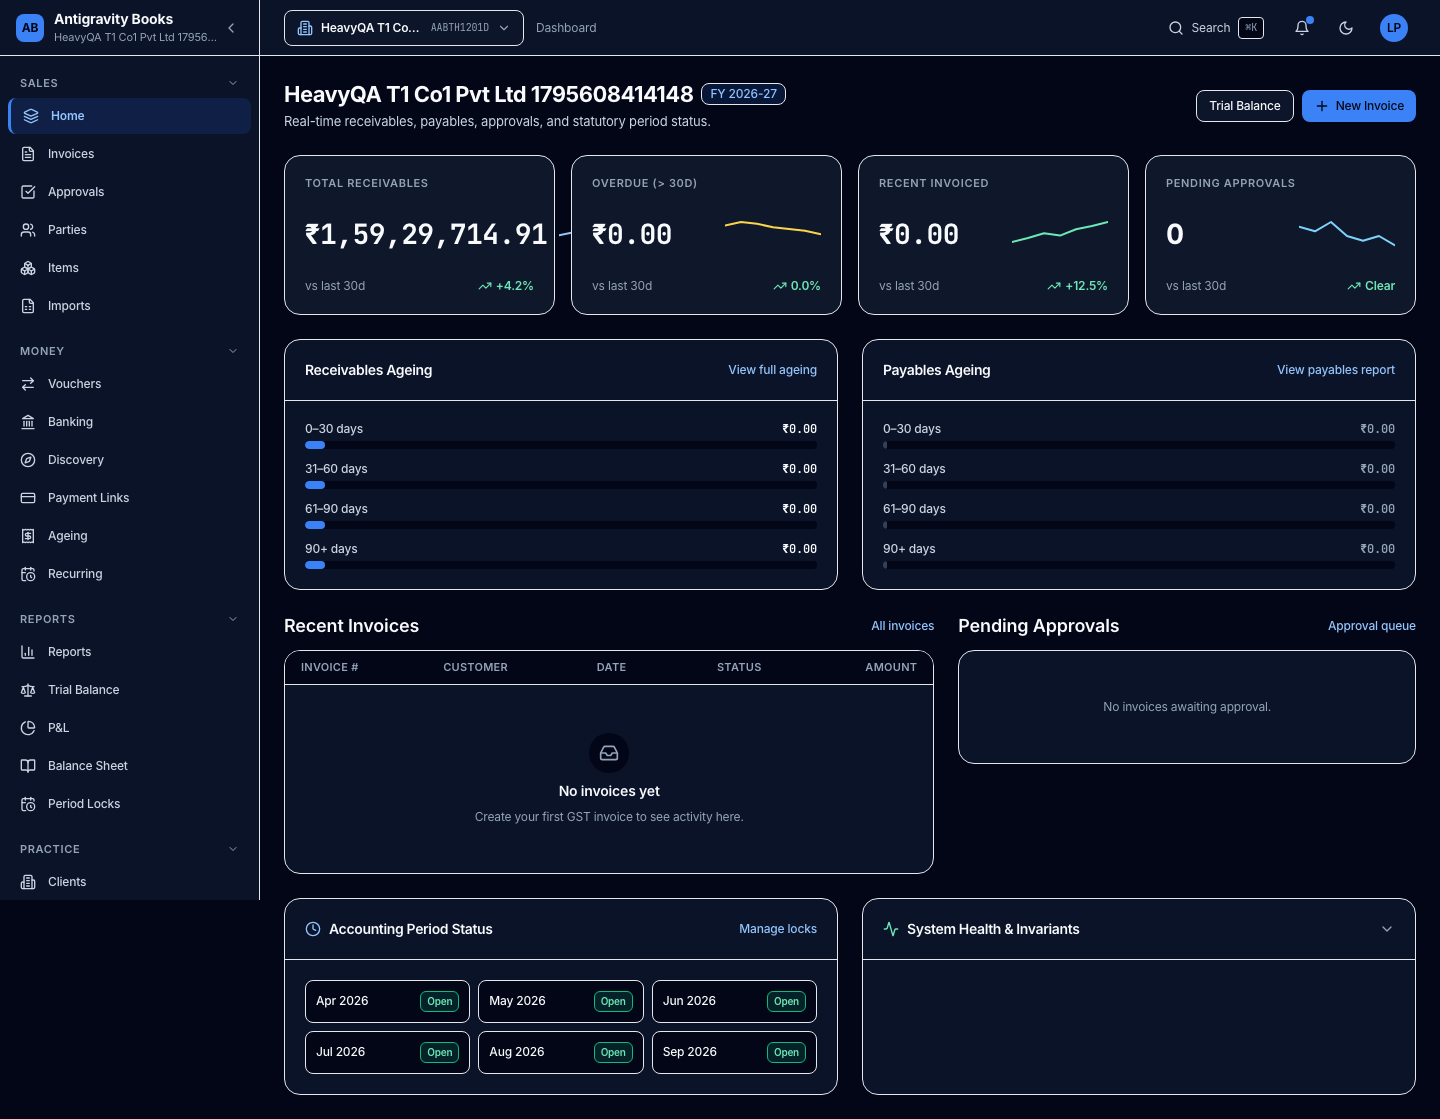 AB
Antigravity Books
HeavyQA T1 Co1 Pvt Ltd 17956...
SALES
Home
Invoices
Approvals
Parties
Items
Imports
MONEY
Vouchers
Banking
Discovery
Payment Links
Ageing
Recurring
REPORTS
Reports
Trial Balance
P&L
Balance Sheet
Period Locks
PRACTICE
Clients
HeavyQA T1 Co... AABTH1201D
Dashboard
Search ⌘K
LP
HeavyQA T1 Co1 Pvt Ltd 1795608414148 FY 2026-27
Real-time receivables, payables, approvals, and statutory period status.
Trial Balance
New Invoice
TOTAL RECEIVABLES
₹1,59,29,714.91
vs last 30d +4.2%
OVERDUE (> 30D)
₹0.00
vs last 30d 0.0%
RECENT INVOICED
₹0.00
vs last 30d +12.5%
PENDING APPROVALS
0
vs last 30d Clear
Receivables Ageing View full ageing
0–30 days ₹0.00
31–60 days ₹0.00
61–90 days ₹0.00
90+ days ₹0.00
Payables Ageing View payables report
0–30 days ₹0.00
31–60 days ₹0.00
61–90 days ₹0.00
90+ days ₹0.00
Recent Invoices All invoices
INVOICE # CUSTOMER DATE STATUS AMOUNT
No invoices yet
Create your first GST invoice to see activity here.
Pending Approvals Approval queue
No invoices awaiting approval.
Accounting Period Status Manage locks
Apr 2026 Open May 2026 Open Jun 2026 Open
Jul 2026 Open Aug 2026 Open Sep 2026 Open
System Health & Invariants